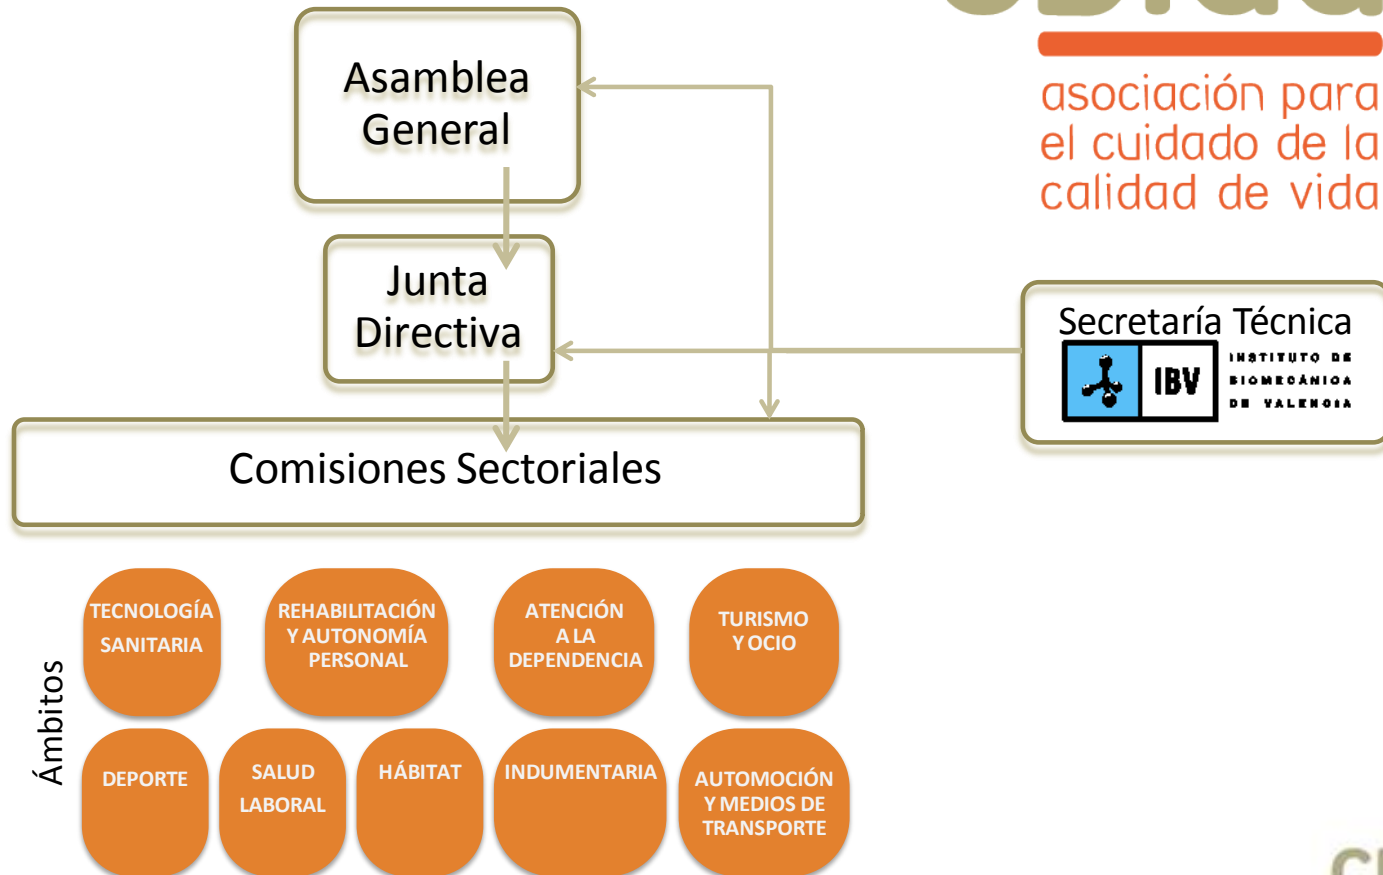 Asamblea
General
asociación para
el cuidado de la
calidad de vida
Junta
Directiva
Secretaría Técnica
IBV
INSTITUTO DE
BIOMECÁNICA
DE VALENCIA
Comisiones Sectoriales
Ámbitos
TECNOLOGÍA
SANITARIA
REHABILITACIÓN
Y AUTONOMÍA
PERSONAL
ATENCIÓN
A LA
DEPENDENCIA
TURISMO
Y OCIO
DEPORTE
SALUD
LABORAL
HÁBITAT
INDUMENTARIA
AUTOMOCIÓN
Y MEDIOS DE
TRANSPORTE